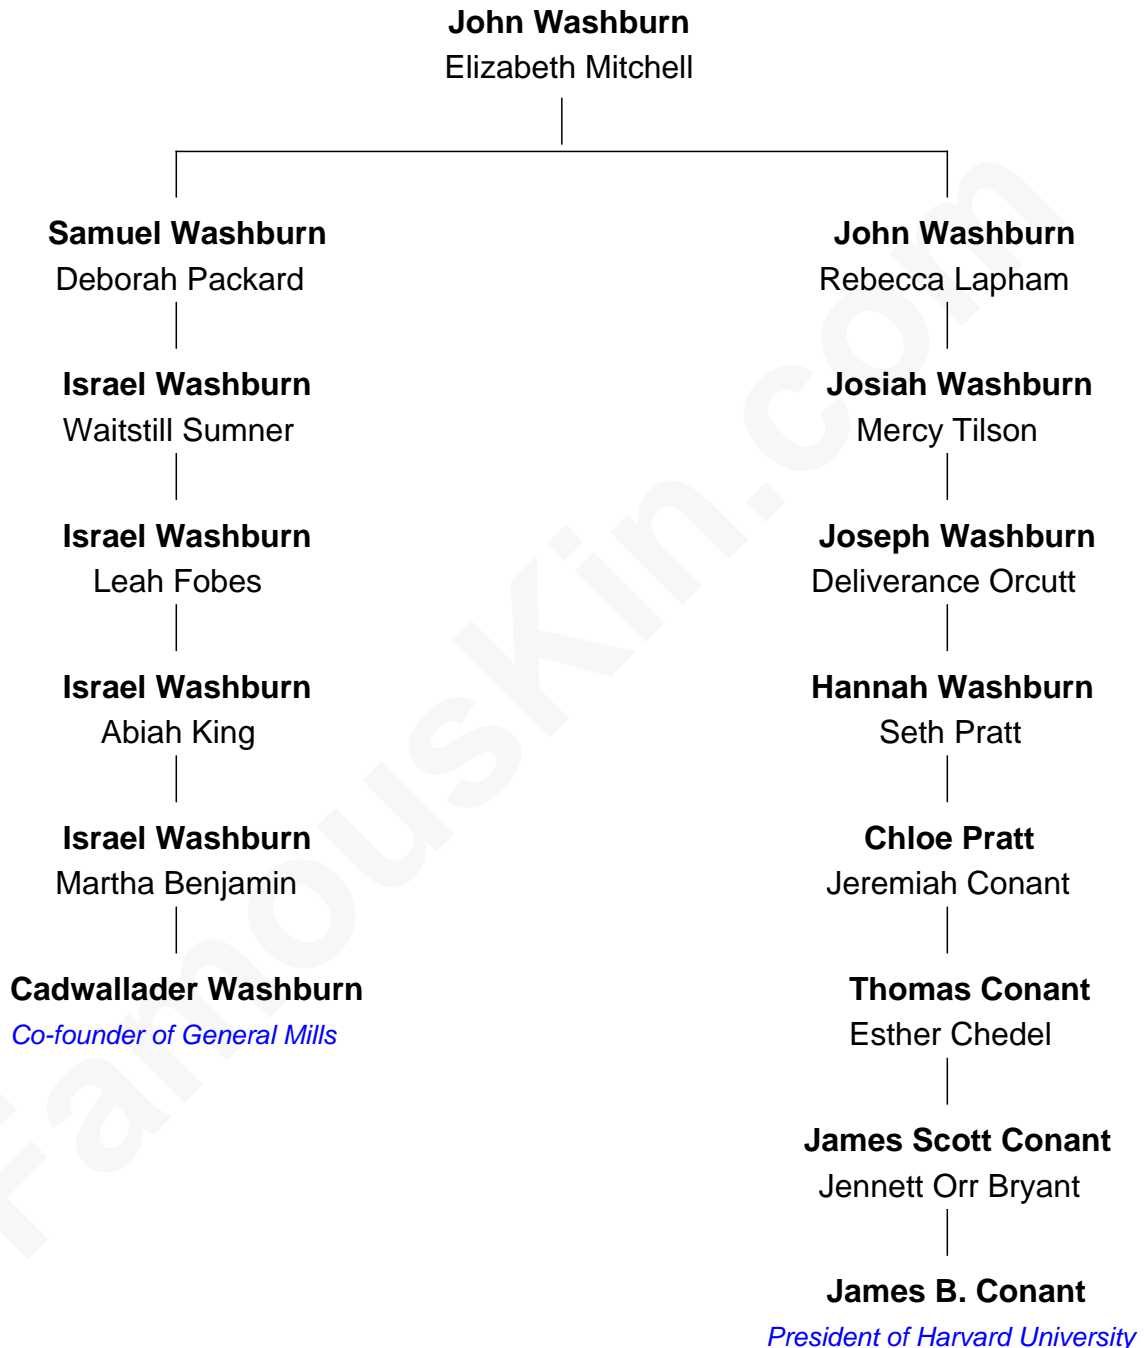 John Washburn
Elizabeth Mitchell
Samuel Washburn
Deborah Packard
Israel Washburn
Waitstill Sumner
Israel Washburn
Leah Fobes
Israel Washburn
Abiah King
Israel Washburn
Martha Benjamin
Cadwallader Washburn
Co-founder of General Mills
John Washburn
Rebecca Lapham
Josiah Washburn
Mercy Tilson
Joseph Washburn
Deliverance Orcutt
Hannah Washburn
Seth Pratt
Chloe Pratt
Jeremiah Conant
Thomas Conant
Esther Chedel
James Scott Conant
Jennett Orr Bryant
James B. Conant
President of Harvard University
FamousKin.com